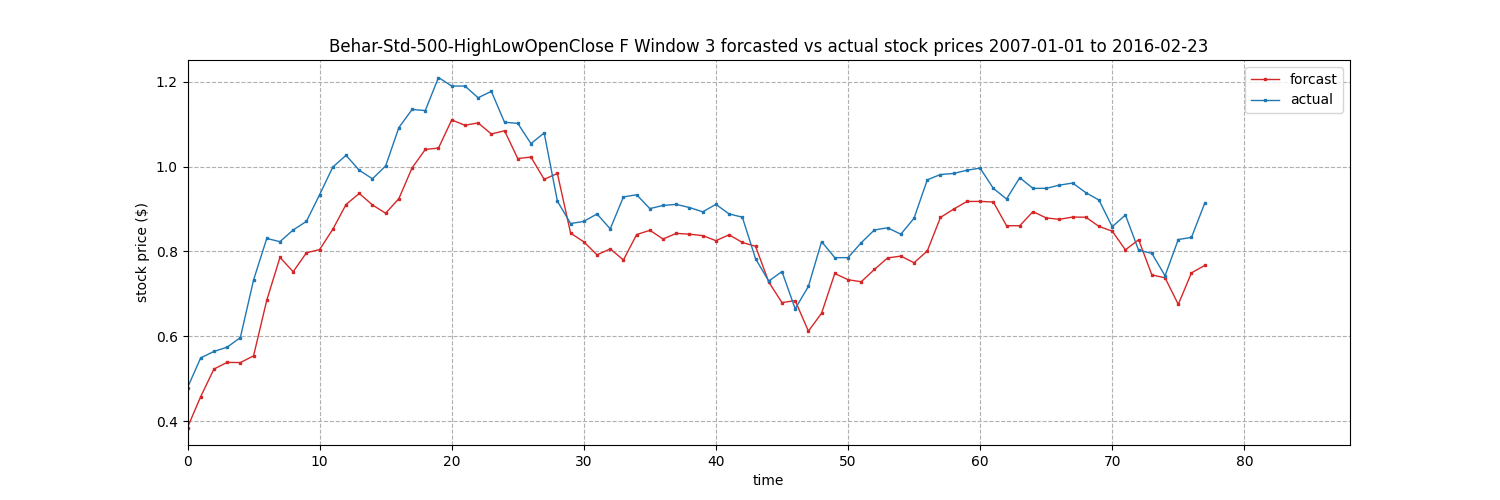 Behar-Std-500-HighLowOpenClose F Window 3 forcasted vs actual stock prices 2007-01-01 to 2016-02-23
forcast
actual
stock price ($)
1.2
1.0
0.8
0.6
0.4
0 10 20 30 40 50 60 70 80
time